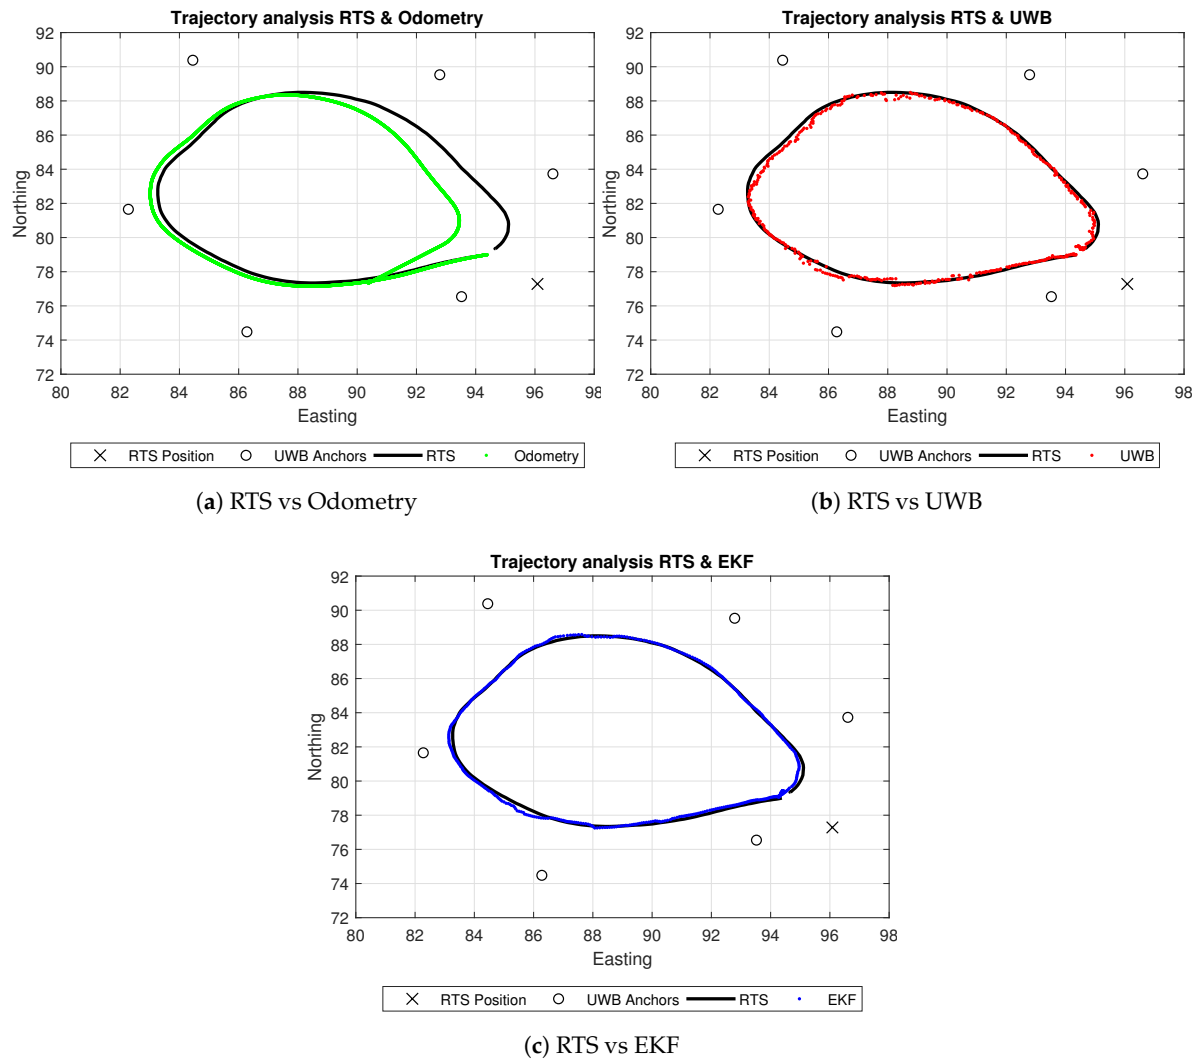 Trajectory analysis RTS & Odometry
92
90
88
86
84
82
80
78
76
74
72
Northing
80 82 84 86 88 90 92 94 96 98
Easting
RTS Position UWB Anchors RTS Odometry
(a) RTS vs Odometry
Trajectory analysis RTS & UWB
92
90
88
86
84
82
80
78
76
74
72
Northing
80 82 84 86 88 90 92 94 96 98
Easting
RTS Position UWB Anchors RTS UWB
(b) RTS vs UWB
Trajectory analysis RTS & EKF
92
90
88
86
84
82
80
78
76
74
72
Northing
80 82 84 86 88 90 92 94 96 98
Easting
RTS Position UWB Anchors RTS EKF
(c) RTS vs EKF